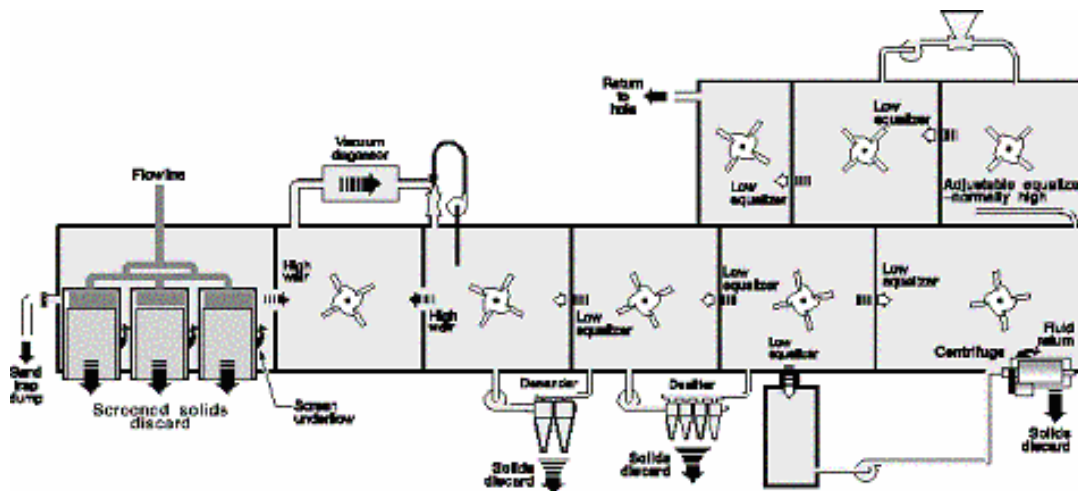 Return
to
hole
Low
equalizer
Vacuum
degasser
Flowline
Low
equalizer
Adjustable equalize
-normally high
High
weir
Low
equalizer
Low
equalizer
High
weir
Low
equalizer
Low
equalizer
Fluid
return
Centrifuge
Sand
trap
dump
Desander
Desilter
Screened solids
discard
Screen
underflow
Solids
discard
Solids
discard
Solids
discard